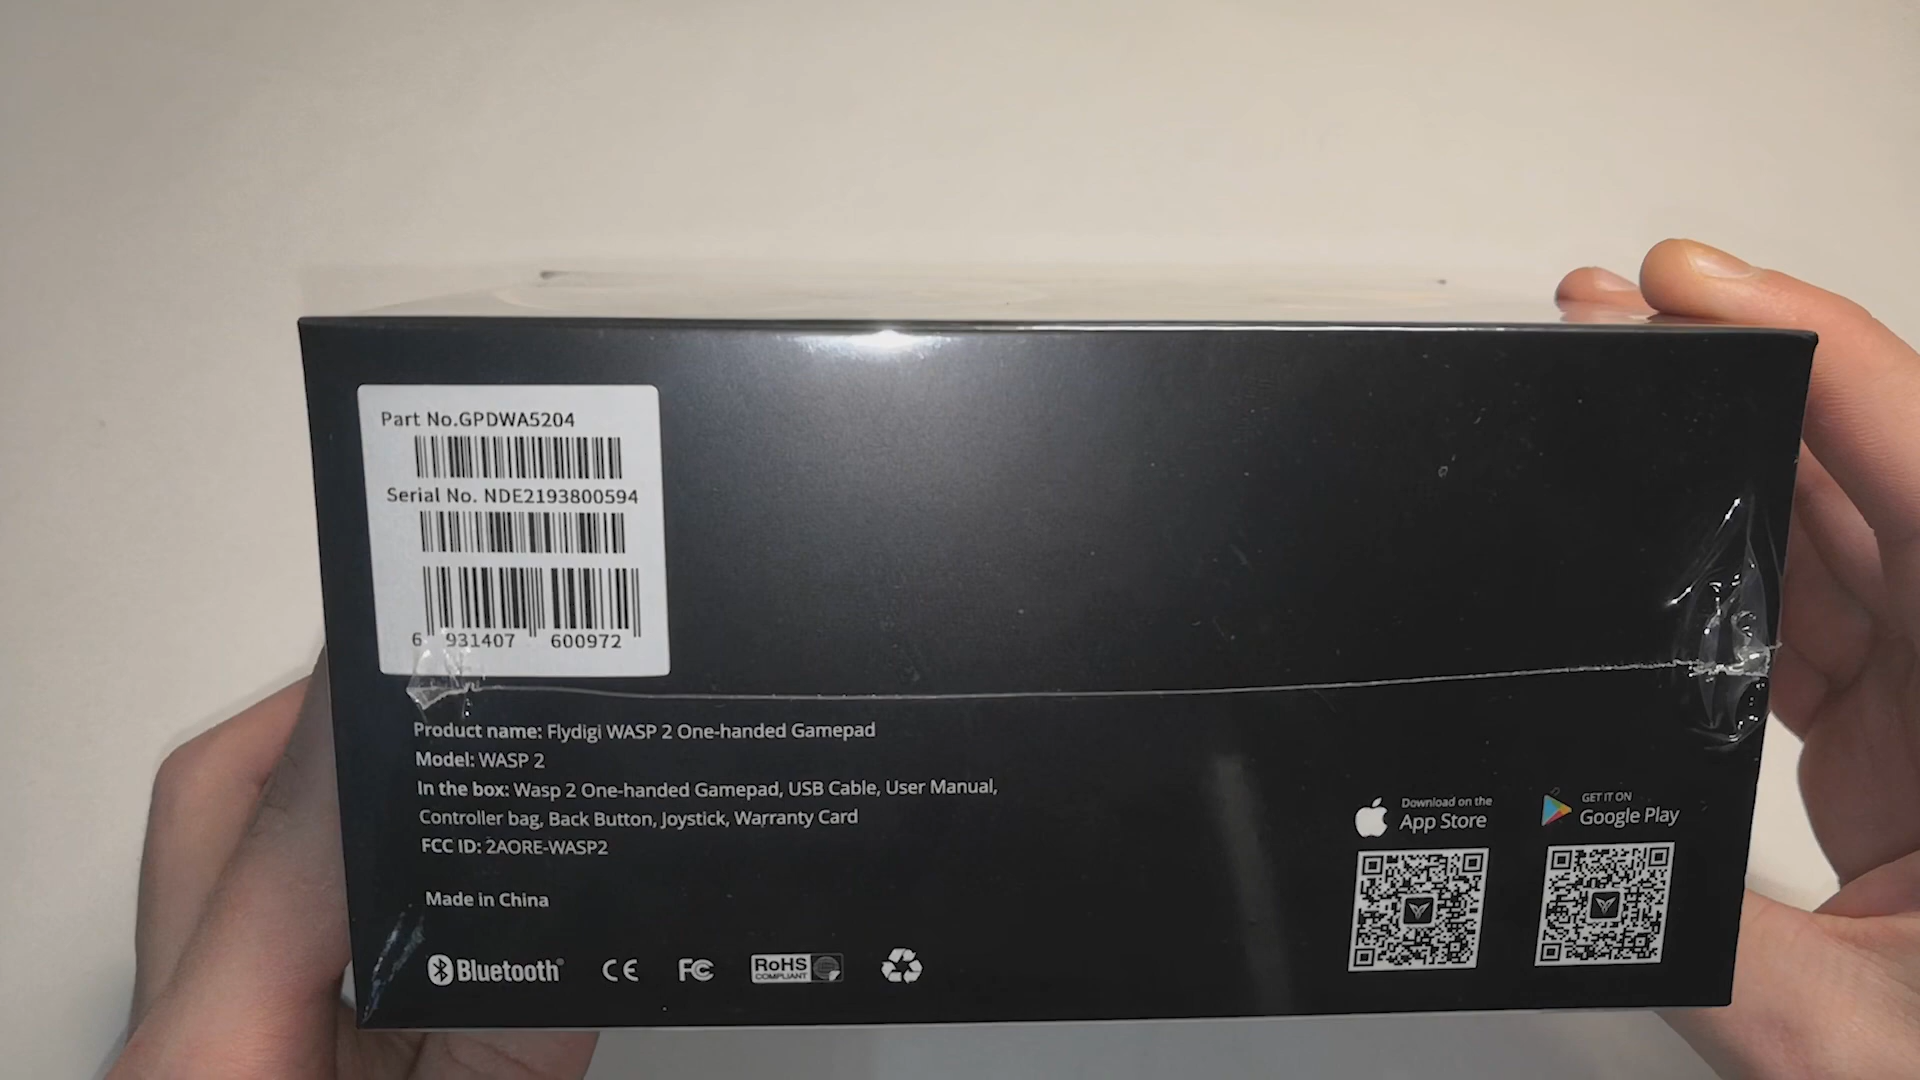 Part No.GPDWA5204
Serial No. NDE2193800594
6 931407 600972
Product name: Flydigi WASP 2 One-handed Gamepad
Model: WASP 2
In the box: Wasp 2 One-handed Gamepad, USB Cable, User Manual,
Controller bag, Back Button, Joystick, Warranty Card
FCC ID: 2AORE-WASP2
Made in China
Bluetooth®
CE FC RoHS
COMPLIANT
Download on the
App Store
GET IT ON
Google Play